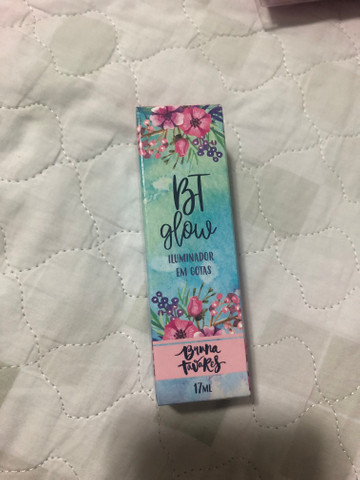 BT
glow
ILUMINADOR
EM GOTAS
Bruna
tavares
17ML